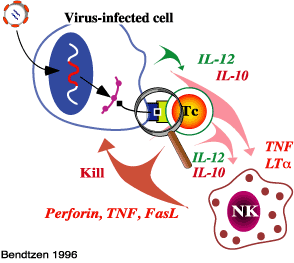 Virus-infected cell
IL-12
IL-10
Tc
IL-12
IL-10
TNF
LTα
Kill
NK
Perforin, TNF, FasL
Bendtzen 1996